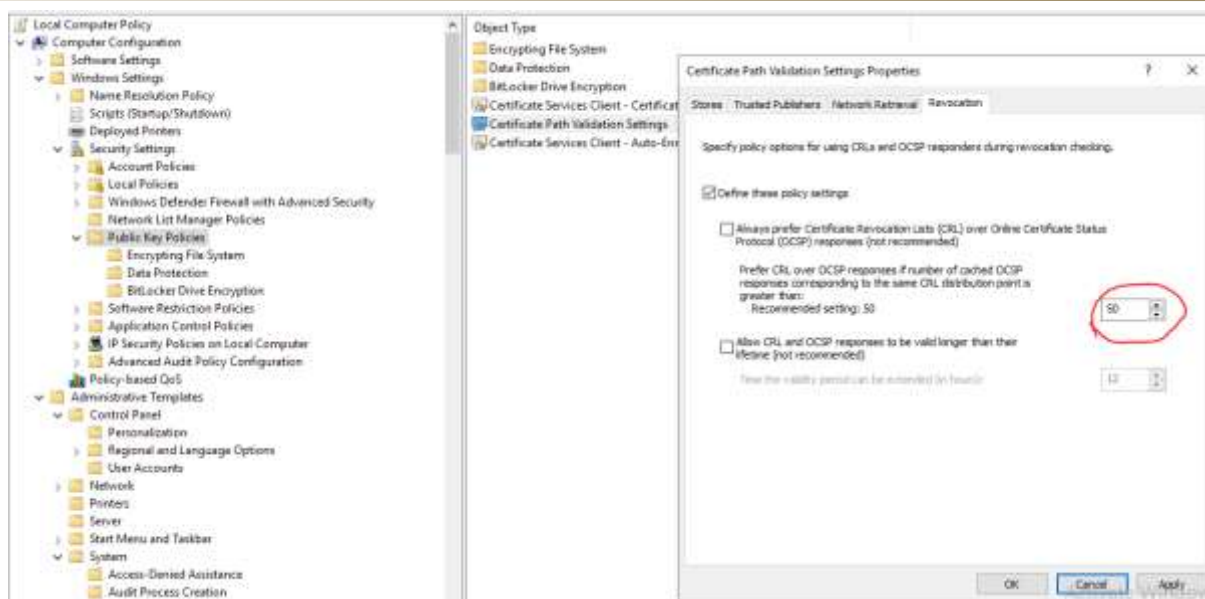 Local Computer Policy
Computer Configuration
Software Settings
Windows Settings
Name Resolution Policy
Scripts (Startup/Shutdown)
Deployed Printers
Security Settings
Account Policies
Local Policies
Windows Defender Firewall with Advanced Security
Network List Manager Policies
Public Key Policies
Encrypting File System
Data Protection
BitLocker Drive Encryption
Software Restriction Policies
Application Control Policies
IP Security Policies on Local Computer
Advanced Audit Policy Configuration
Policy-based QoS
Administrative Templates
Control Panel
Personalization
Regional and Language Options
User Accounts
Network
Printers
Server
Start Menu and Taskbar
System
Access-Denied Assistance
Audit Process Creation
Object Type
Encrypting File System
Data Protection
BitLocker Drive Encryption
Certificate Services Client - Certificat
Certificate Path Validation Settings
Certificate Services Client - Auto-Enr
Certificate Path Validation Settings Properties
? ×
Stores Trusted Publishers Network Retrieval Revocation
Specify policy options for using CRLs and OCSP responders during revocation checking.
Define these policy settings
Always prefer Certificate Revocation Lists (CRL) over Online Certificate Status
Protocol (OCSP) responses (not recommended)
Prefer CRL over OCSP responses if number of cached OCSP
responses corresponding to the same CRL distribution point is
greater than:
Recommended setting: 50
50
Allow CRL and OCSP responses to be valid longer than their
lifetime (not recommended)
Time the validity period can be extended (in hours):
12
OK Cancel Apply